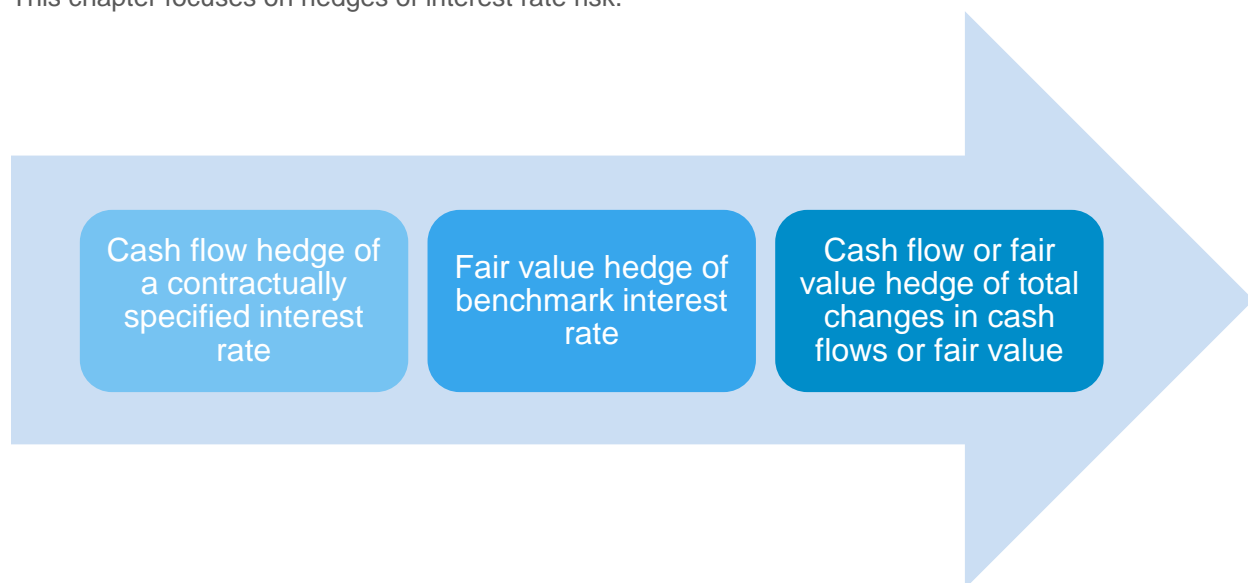 This chapter focuses on hedges of interest rate risk.
Cash flow hedge of
a contractually
specified interest
rate
Fair value hedge of
benchmark interest
rate
Cash flow or fair
value hedge of total
changes in cash
flows or fair value